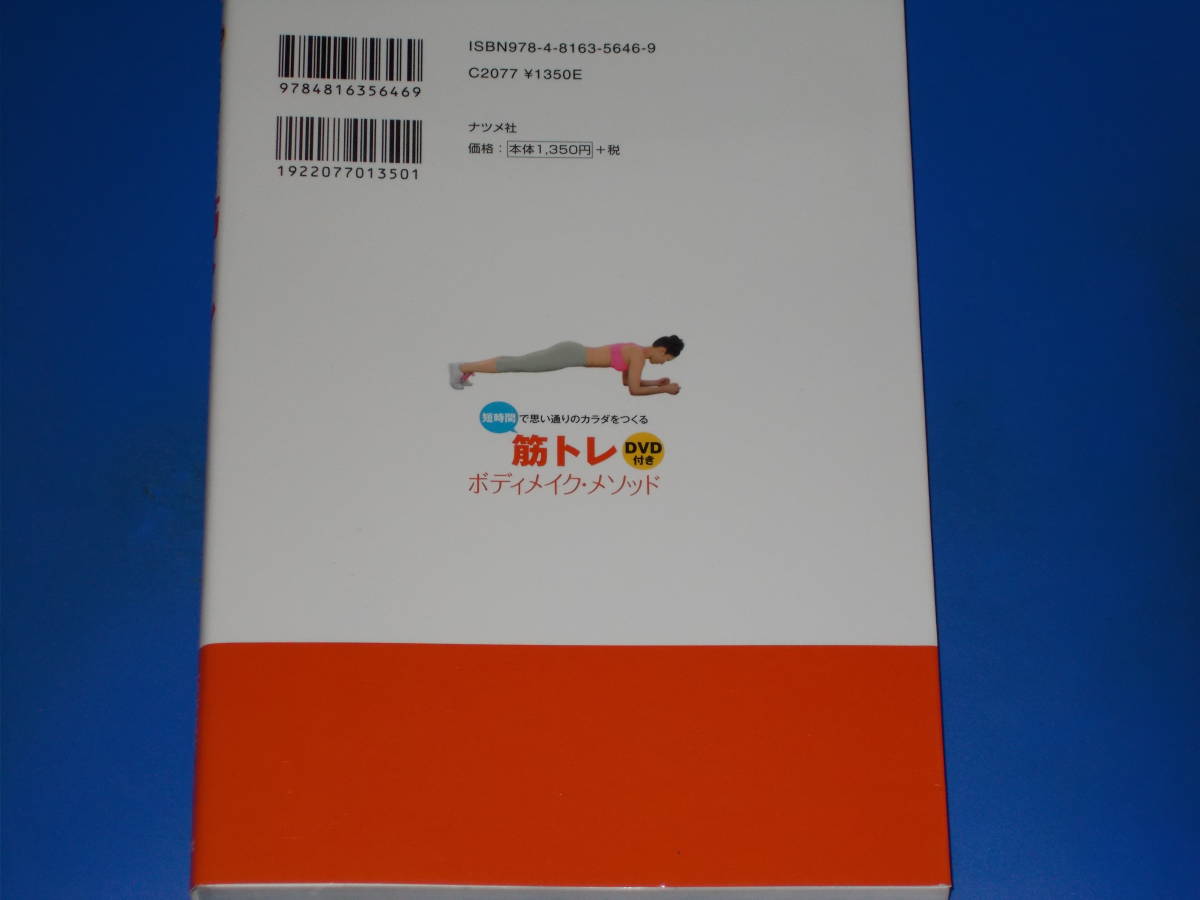 ISBN978-4-8163-5646-9
C2077 ¥1350E
9784816356469
ナツメ社
価格：本体1,350円+税
1922077013501
短時間で思い通りのカラダをつくる
筋トレ DVD付き
ボディメイク・メソッド